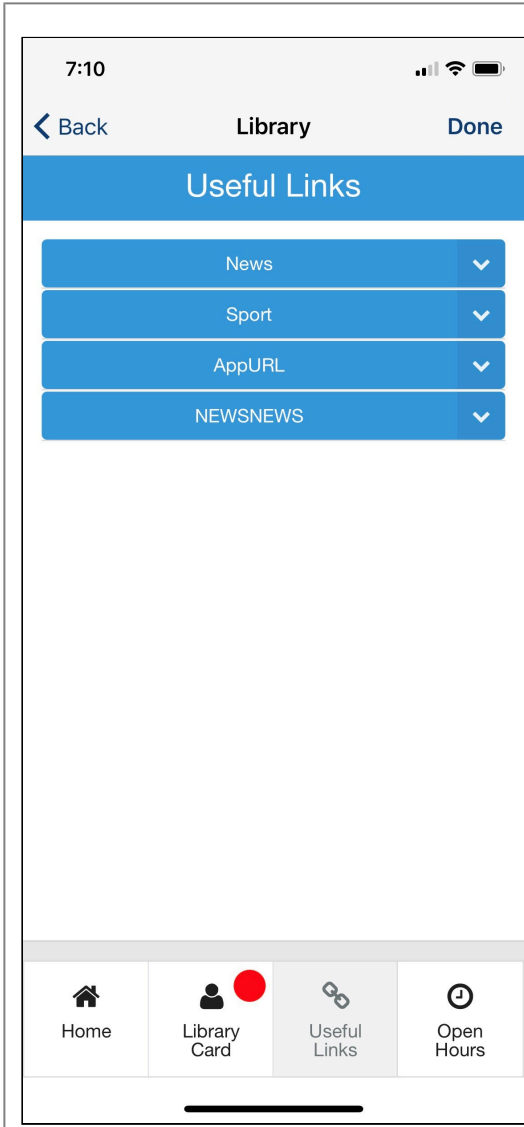 7:10
Back Library Done
Useful Links
News
Sport
AppURL
NEWSNEWS
Home Library Card Useful Links Open Hours